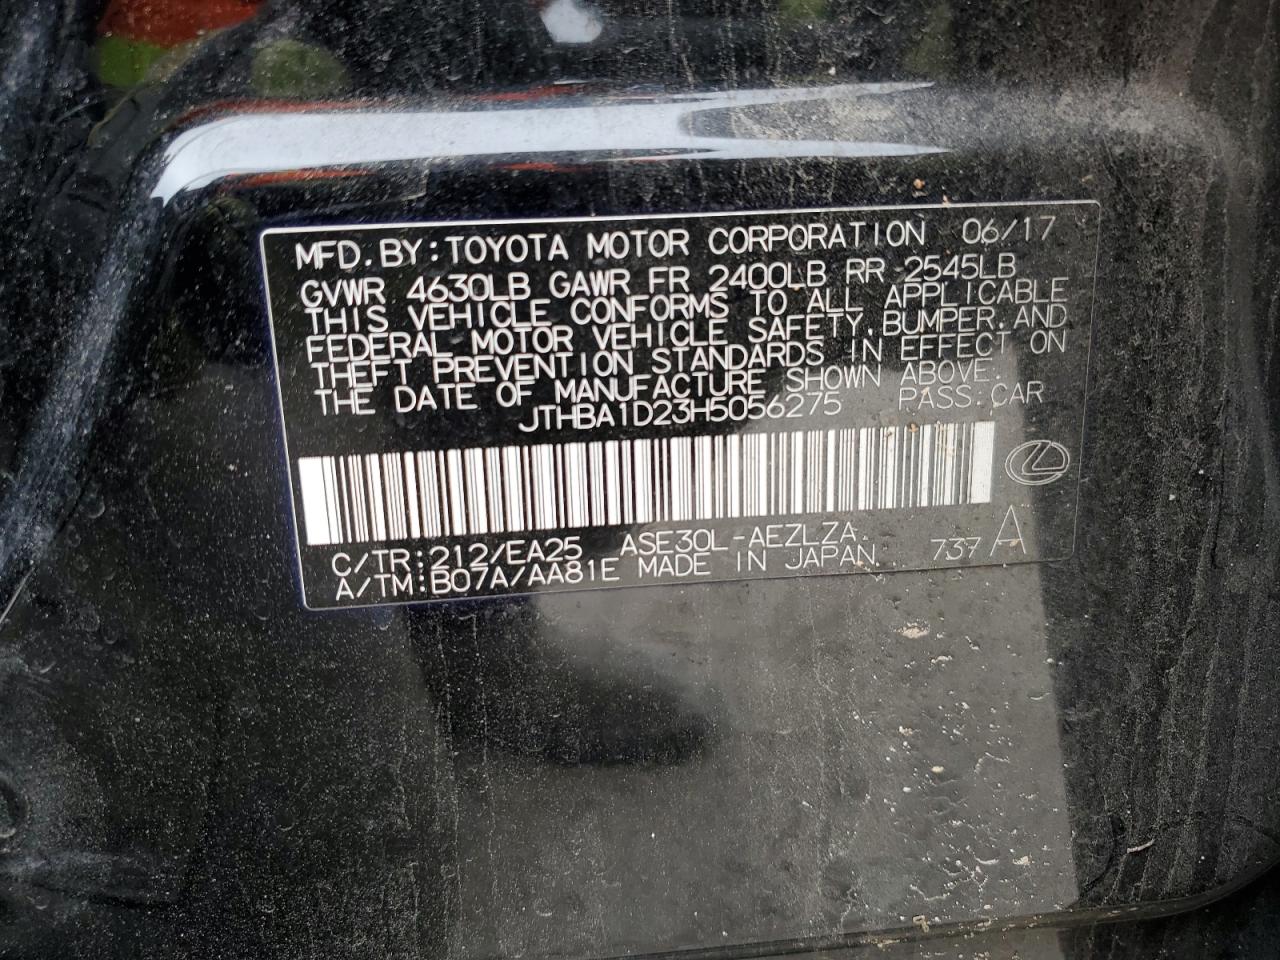 MFD. BY: TOYOTA MOTOR CORPORATION 06/17
GVWR 4630LB GAWR FR 2400LB RR 2545LB
THIS VEHICLE CONFORMS TO ALL APPLICABLE
FEDERAL MOTOR VEHICLE SAFETY, BUMPER, AND
THEFT PREVENTION STANDARDS IN EFFECT ON
THE DATE OF MANUFACTURE SHOWN ABOVE.
JTHBA1D23H5056275 PASS. CAR
C/TR: 212/EA25 ASE30L-AEZLZA
A/TM: B07A/AA81E MADE IN JAPAN 737 A